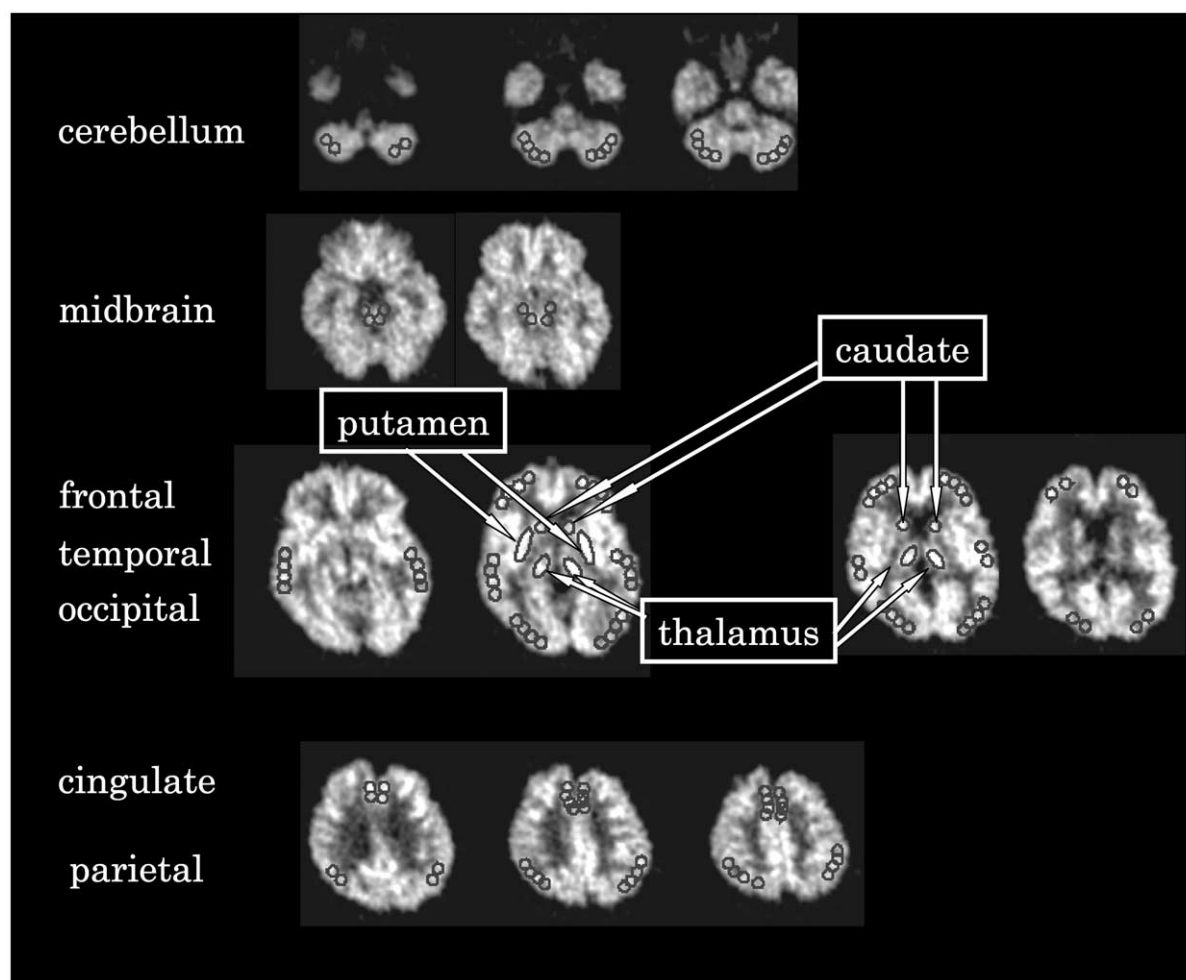 cerebellum
midbrain
caudate
putamen
frontal
temporal
occipital
thalamus
cingulate
parietal